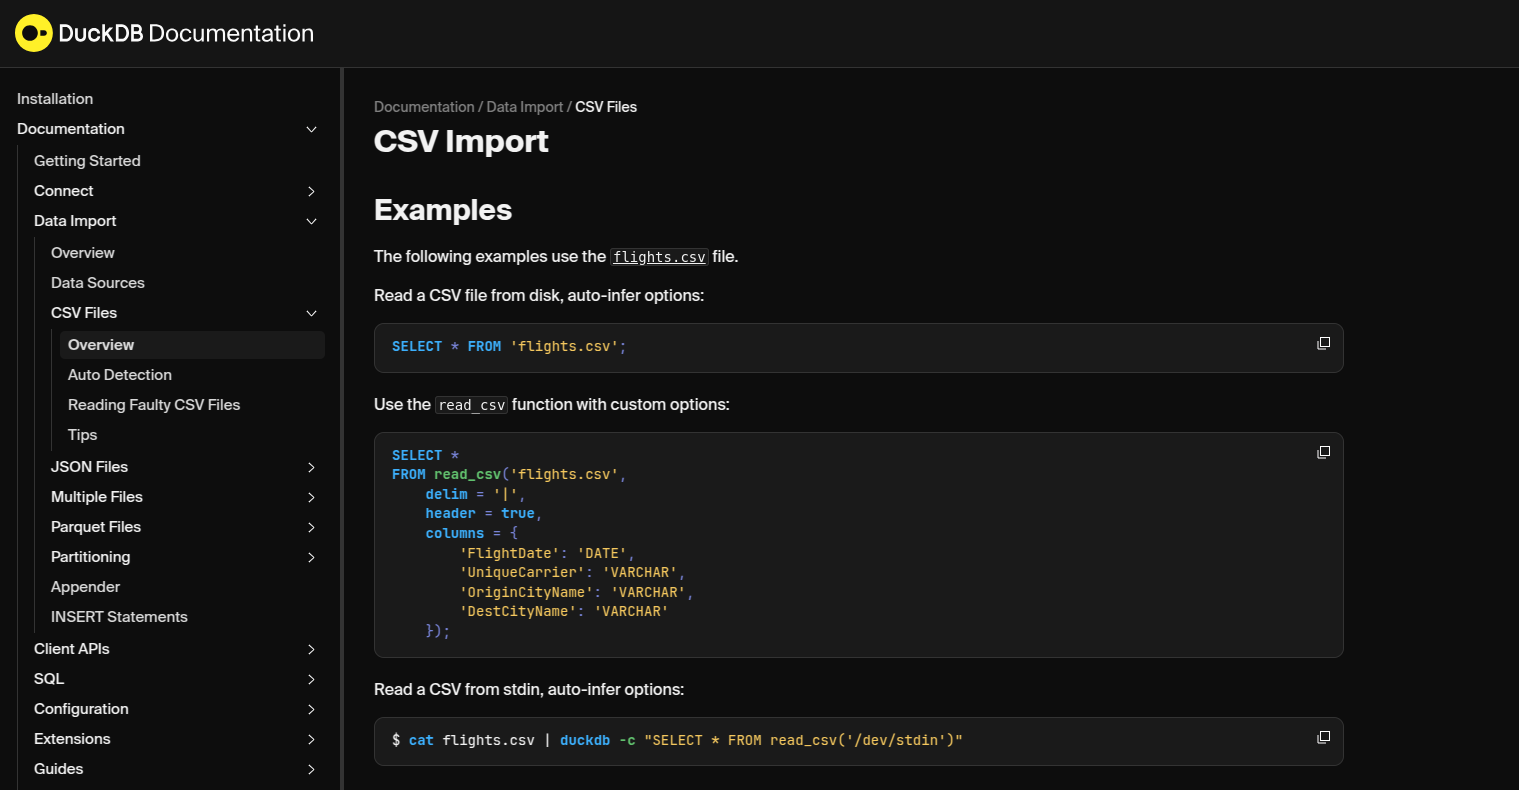 DuckDB Documentation
Installation
Documentation
Getting Started
Connect
Data Import
Overview
Data Sources
CSV Files
Overview
Auto Detection
Reading Faulty CSV Files
Tips
JSON Files
Multiple Files
Parquet Files
Partitioning
Appender
INSERT Statements
Client APIs
SQL
Configuration
Extensions
Guides
Documentation / Data Import / CSV Files
CSV Import
Examples
The following examples use the flights.csv file.
Read a CSV file from disk, auto-infer options:
SELECT * FROM 'flights.csv';
Use the read_csv function with custom options:
SELECT *
FROM read_csv('flights.csv',
    delim = '|',
    header = true,
    columns = {
        'FlightDate': 'DATE',
        'UniqueCarrier': 'VARCHAR',
        'OriginCityName': 'VARCHAR',
        'DestCityName': 'VARCHAR'
    });
Read a CSV from stdin, auto-infer options:
$ cat flights.csv | duckdb -c "SELECT * FROM read_csv('/dev/stdin')"